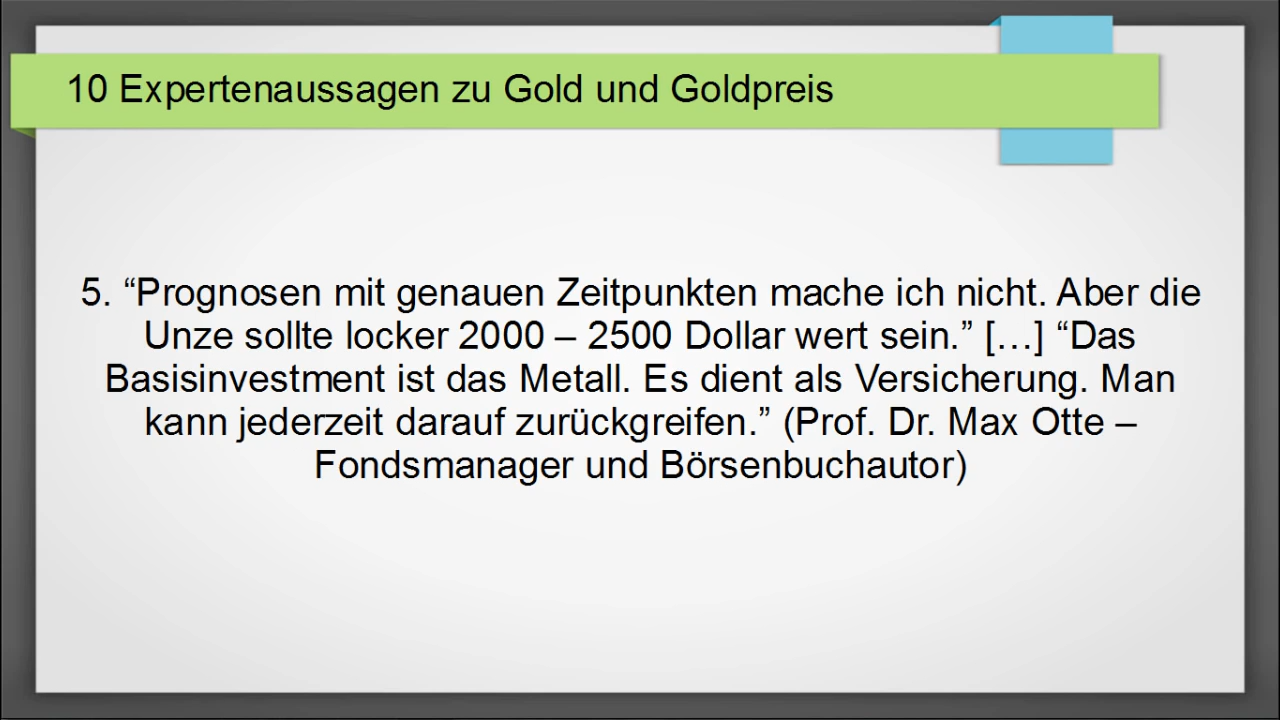 10 Expertenaussagen zu Gold und Goldpreis
5. “Prognosen mit genauen Zeitpunkten mache ich nicht. Aber die
Unze sollte locker 2000 – 2500 Dollar wert sein.” […] “Das
Basisinvestment ist das Metall. Es dient als Versicherung. Man
kann jederzeit darauf zurückgreifen.” (Prof. Dr. Max Otte –
Fondsmanager und Börsenbuchautor)